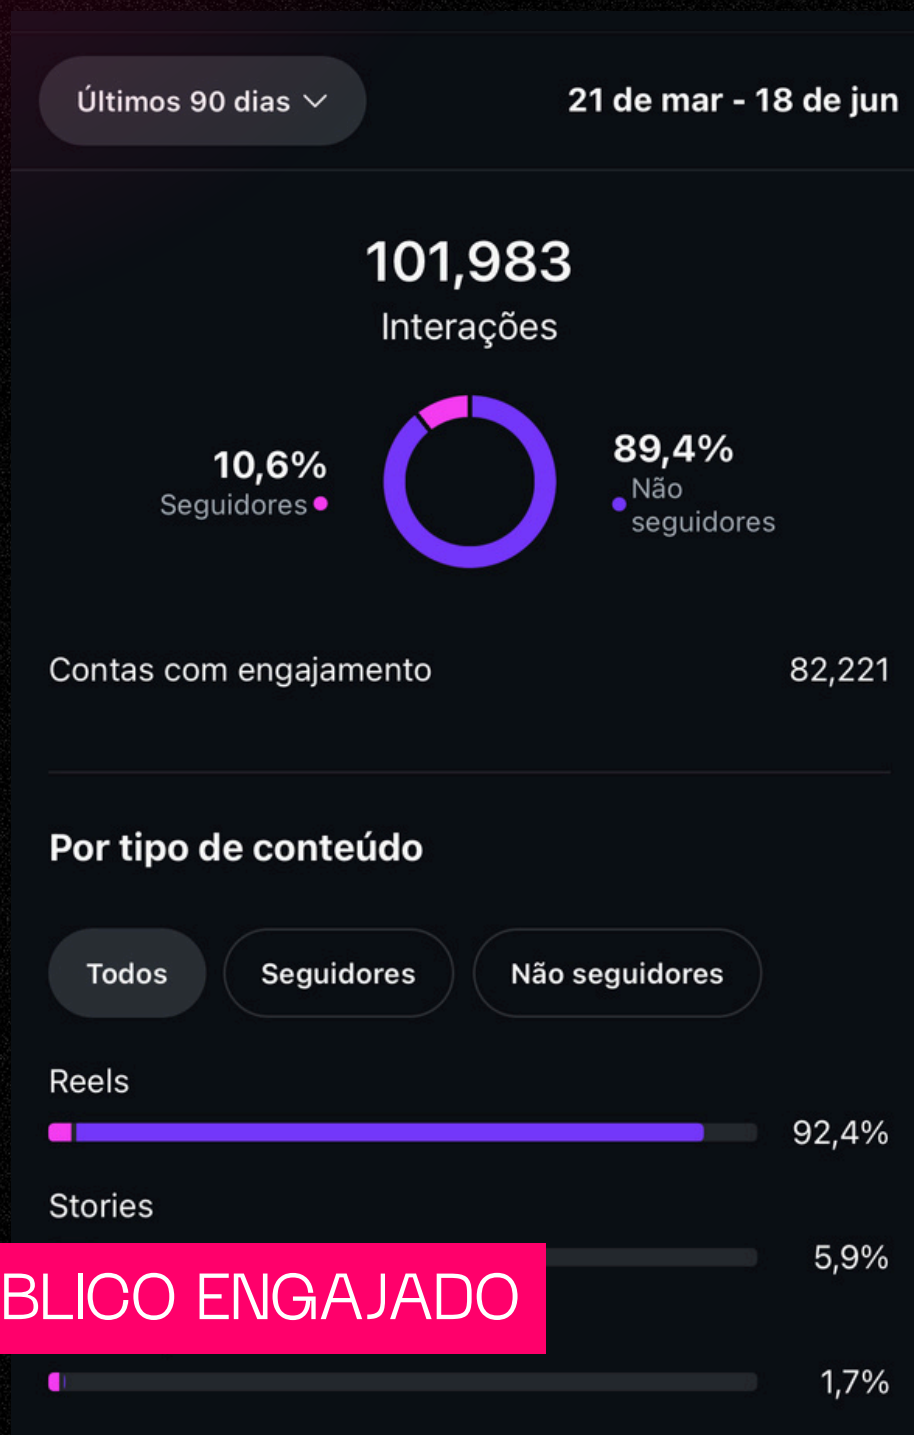 Últimos 90 dias
21 de mar - 18 de jun
101,983
Interações
10,6%
Seguidores
89,4%
Não
seguidores
Contas com engajamento
82,221
Por tipo de conteúdo
Todos
Seguidores
Não seguidores
Reels
92,4%
Stories
5,9%
BLICO ENGAJADO
1,7%